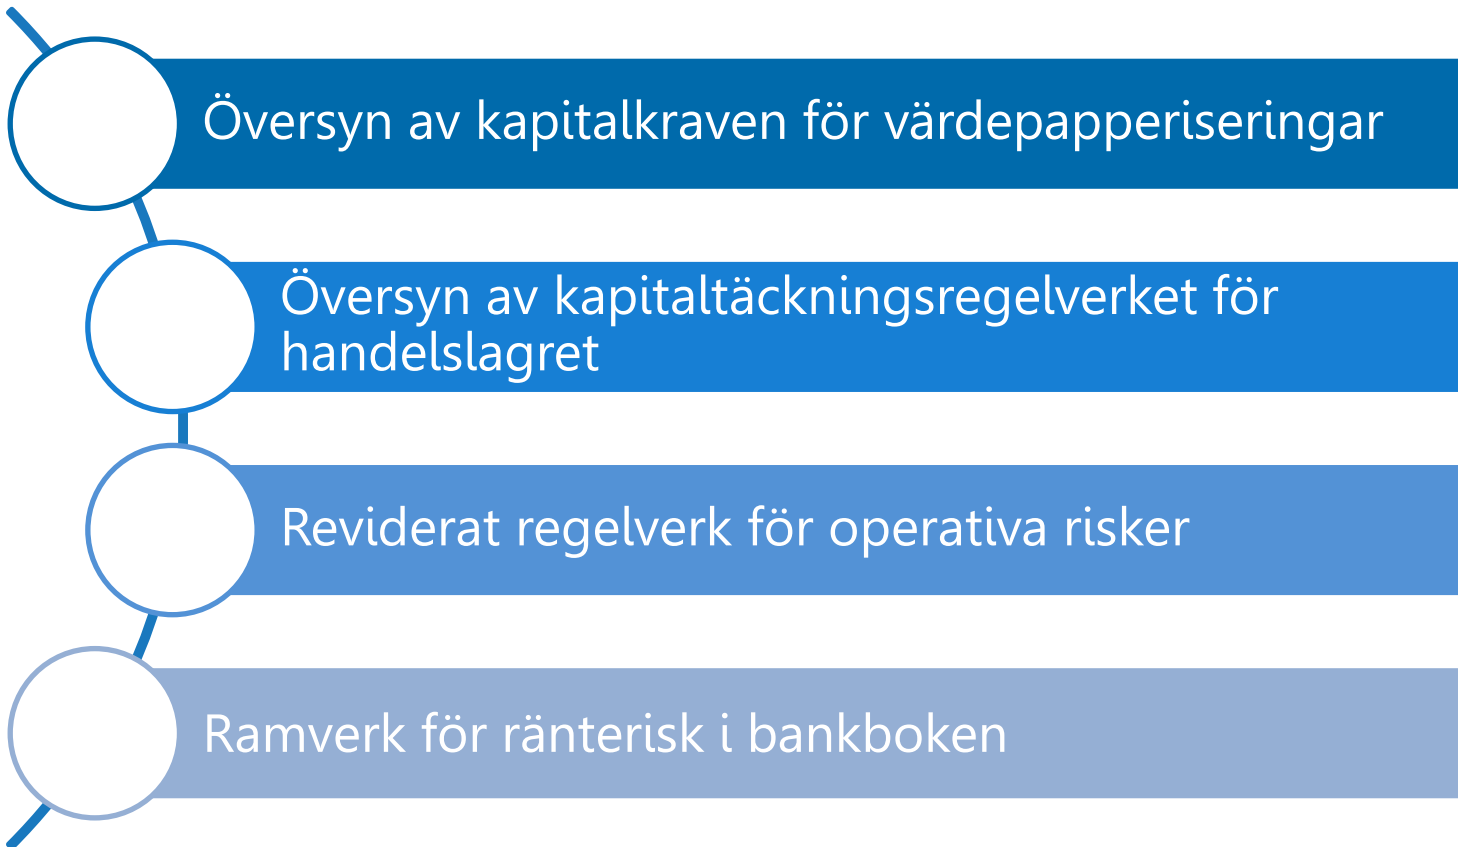 Översyn av kapitalkraven för värdepapperiseringar
Översyn av kapitaltäckningsregelverket för
handelslagret
Reviderat regelverk för operativa risker
Ramverk för ränterisk i bankboken